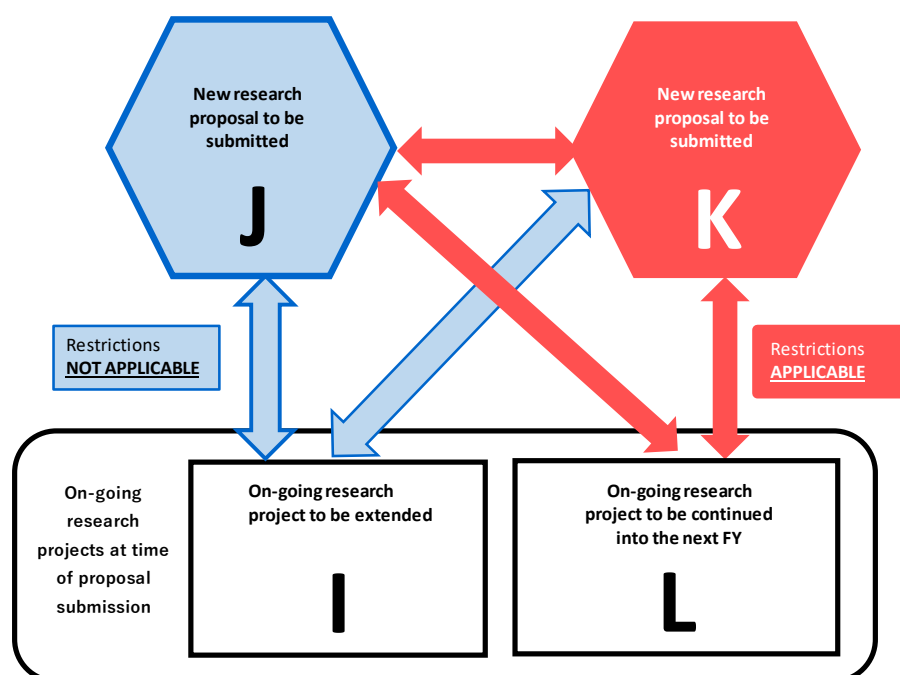 New research
proposal to be
submitted
J
New research
proposal to be
submitted
K
Restrictions
NOT APPLICABLE
Restrictions
APPLICABLE
On-going
research
projects at time
of proposal
submission
On-going research
project to be extended
I
On-going research
project to be continued
into the next FY
L